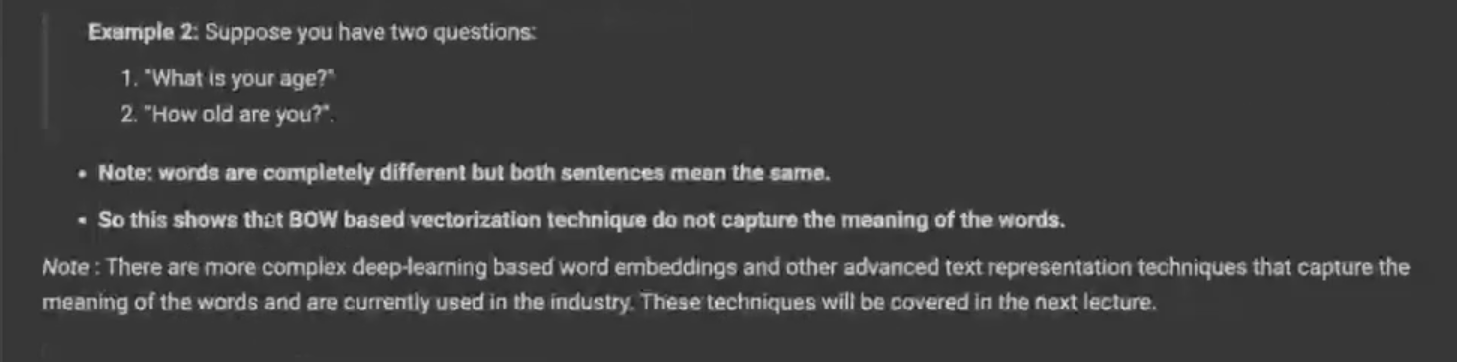 Example 2: Suppose you have two questions:
1. "What is your age?"
2. "How old are you?".
• Note: words are completely different but both sentences mean the same.
• So this shows that BOW based vectorization technique do not capture the meaning of the words.
Note : There are more complex deep-learning based word embeddings and other advanced text representation techniques that capture the
meaning of the words and are currently used in the industry. These techniques will be covered in the next lecture.